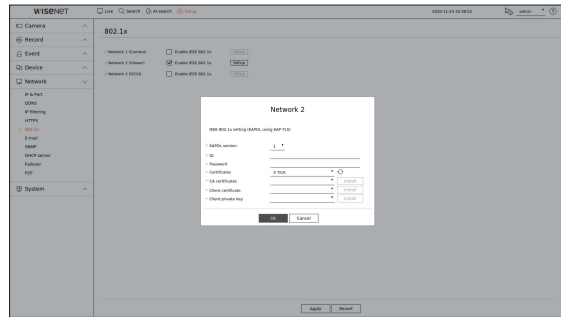 WISENET
Live Search AI search Setup
2020-11-24 16:38:52
admin
Camera
Record
Event
Device
Network
IP & Port
DDNS
IP filtering
HTTPS
802.1x
E-mail
SNMP
DHCP server
Failover
P2P
System
802.1x
Network 1 (Camera) Enable IEEE 802.1x Setup
Network 2 (Viewer) Enable IEEE 802.1x Setup
Network 3 (iSCSI) Enable IEEE 802.1x Setup
Network 2
IEEE 802.1x setting (EAPOL using EAP-TLS)
EAPOL version 1
ID
Password
Certificates
CA certificates Install
Client certificate Install
Client private key Install
OK Cancel
Apply Revert